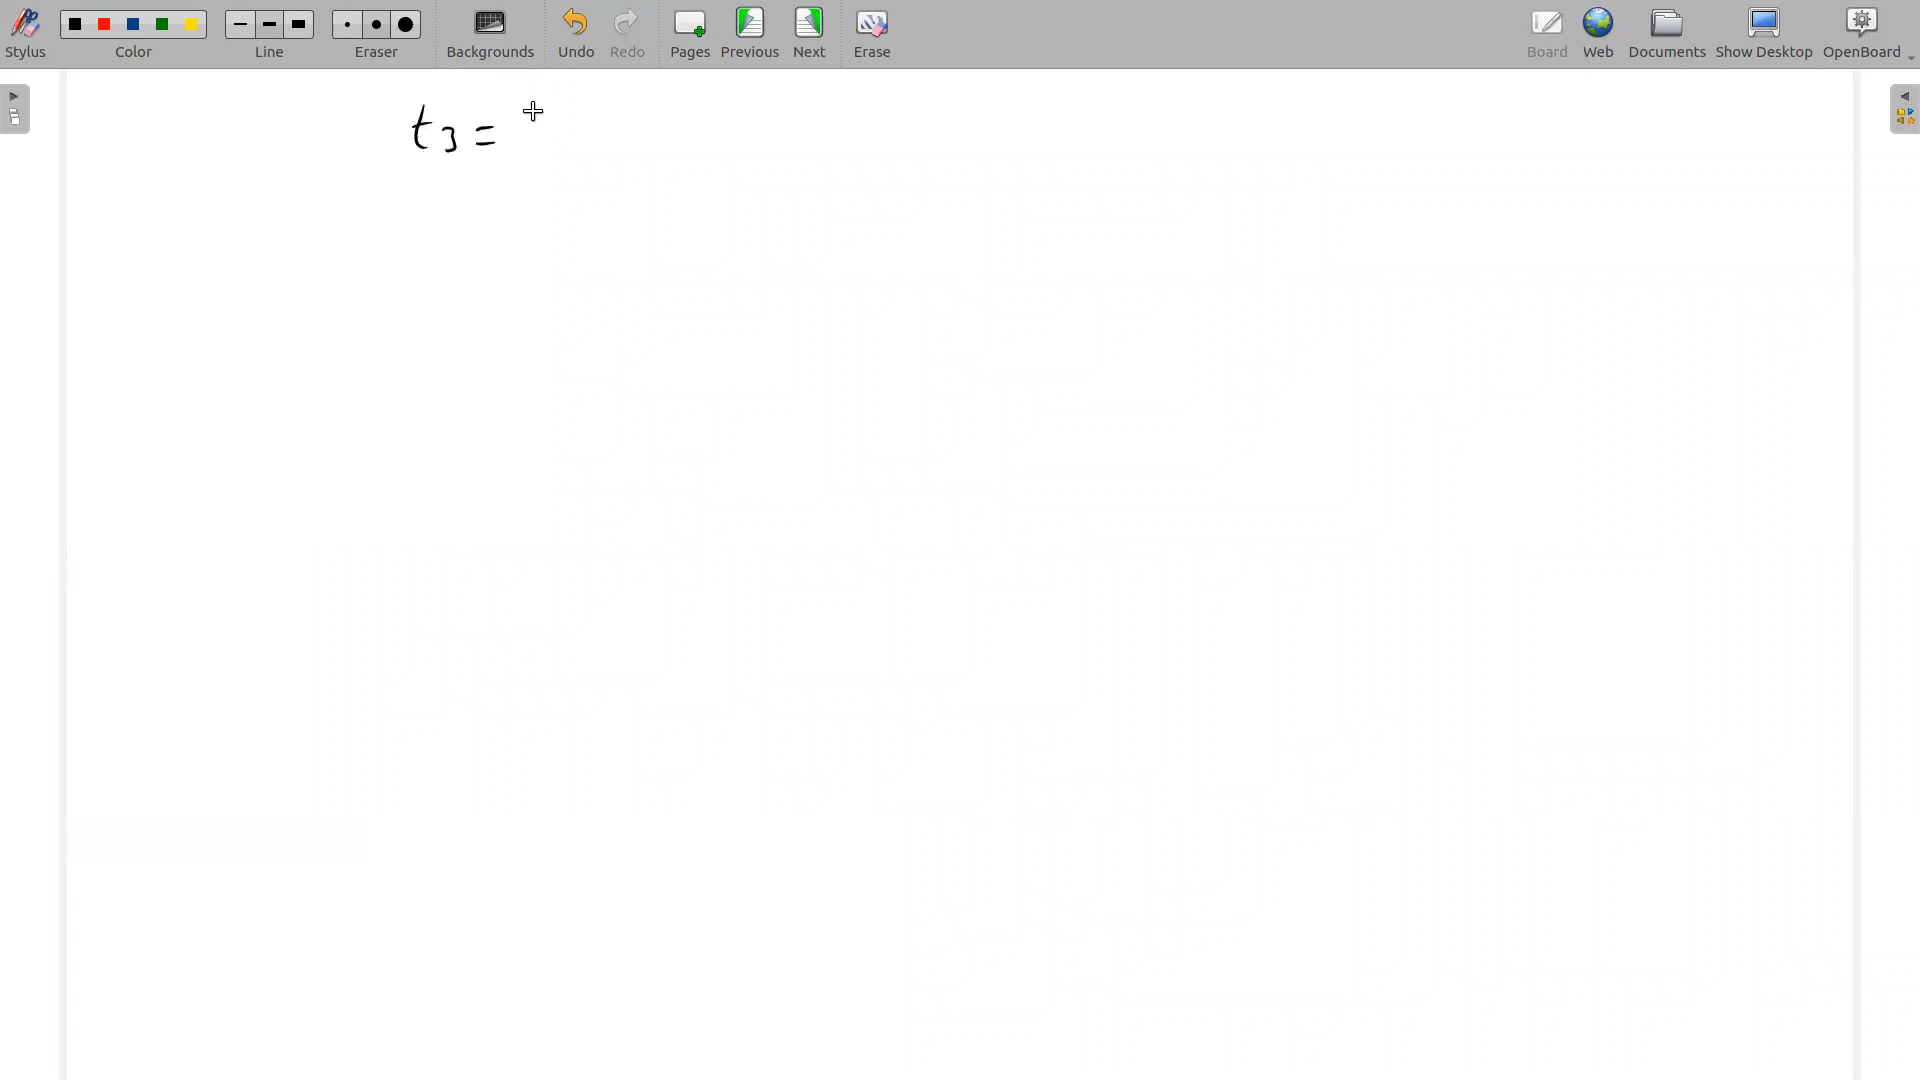 Stylus Color Line Eraser Backgrounds Undo Redo Pages Previous Next Erase Board Web Documents Show Desktop OpenBoard
t₃ =